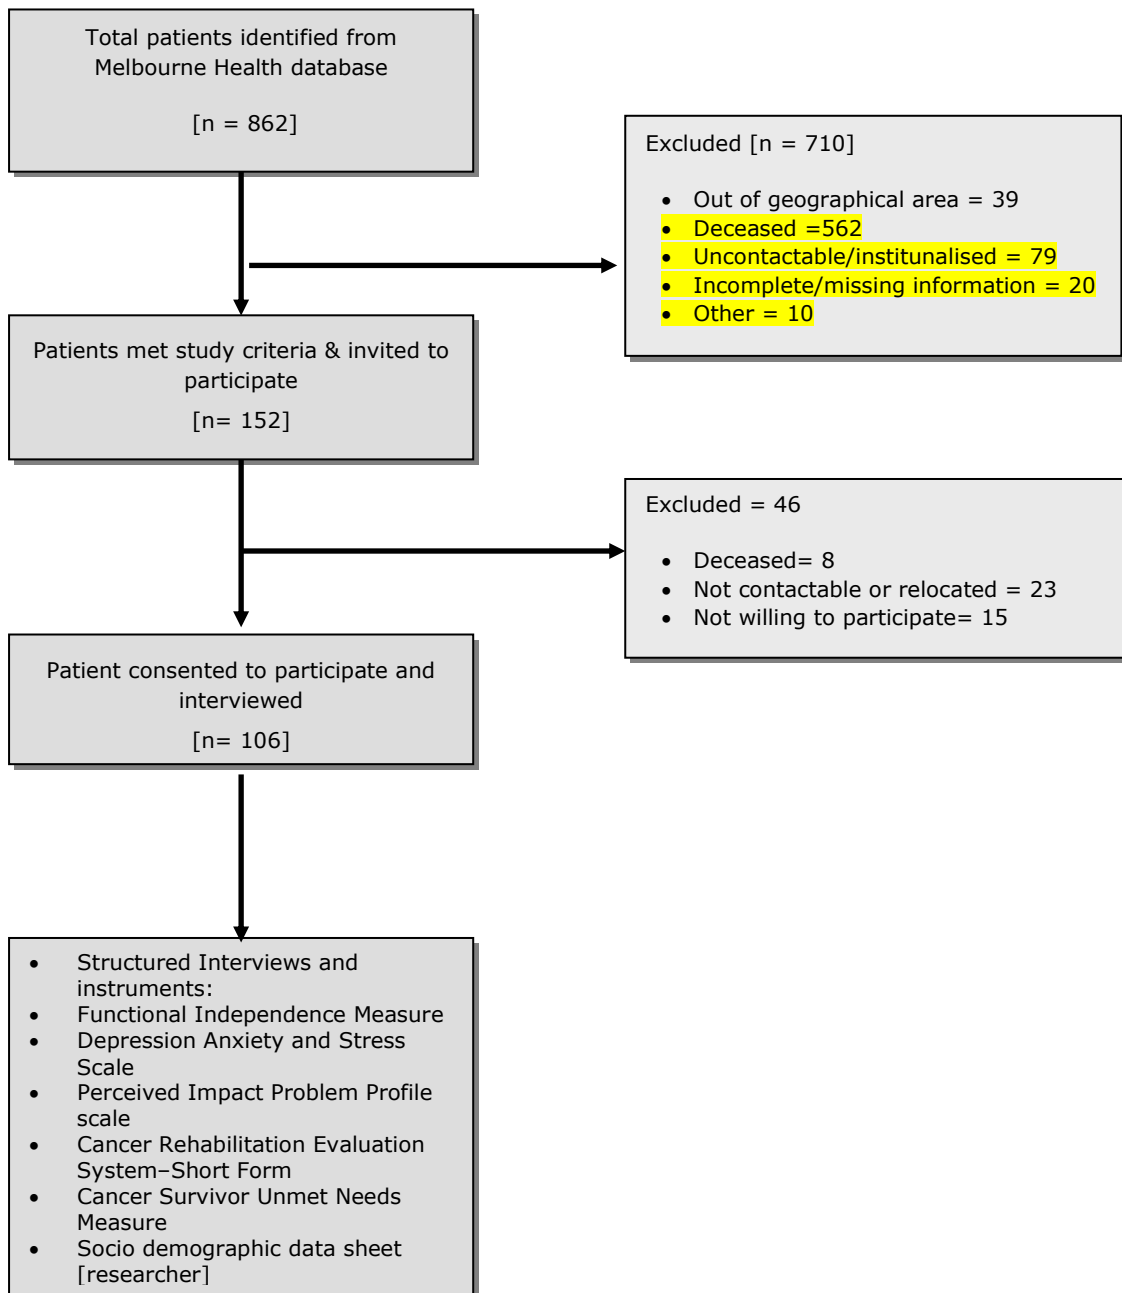 Total patients identified from
Melbourne Health database
[n = 862]
Excluded [n = 710]
• Out of geographical area = 39
• Deceased =562
• Uncontactable/institunalised = 79
• Incomplete/missing information = 20
• Other = 10
Patients met study criteria & invited to
participate
[n= 152]
Excluded = 46
• Deceased= 8
• Not contactable or relocated = 23
• Not willing to participate= 15
Patient consented to participate and
interviewed
[n= 106]
• Structured Interviews and
instruments:
• Functional Independence Measure
• Depression Anxiety and Stress
Scale
• Perceived Impact Problem Profile
scale
• Cancer Rehabilitation Evaluation
System–Short Form
• Cancer Survivor Unmet Needs
Measure
• Socio demographic data sheet
[researcher]